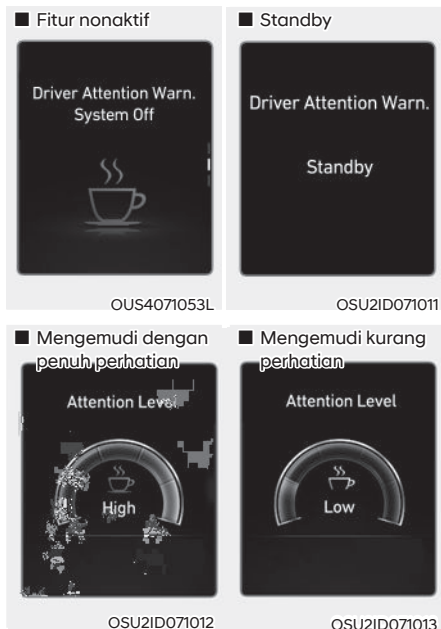 ■ Fitur nonaktif
Driver Attention Warn.
System Off
OUS4071053L
■ Standby
Driver Attention Warn.
Standby
OSU2ID071011
■ Mengemudi dengan
penuh perhatian
Attention Level
High
OSU2ID071012
■ Mengemudi kurang
perhatian
Attention Level
Low
OSU2ID071013